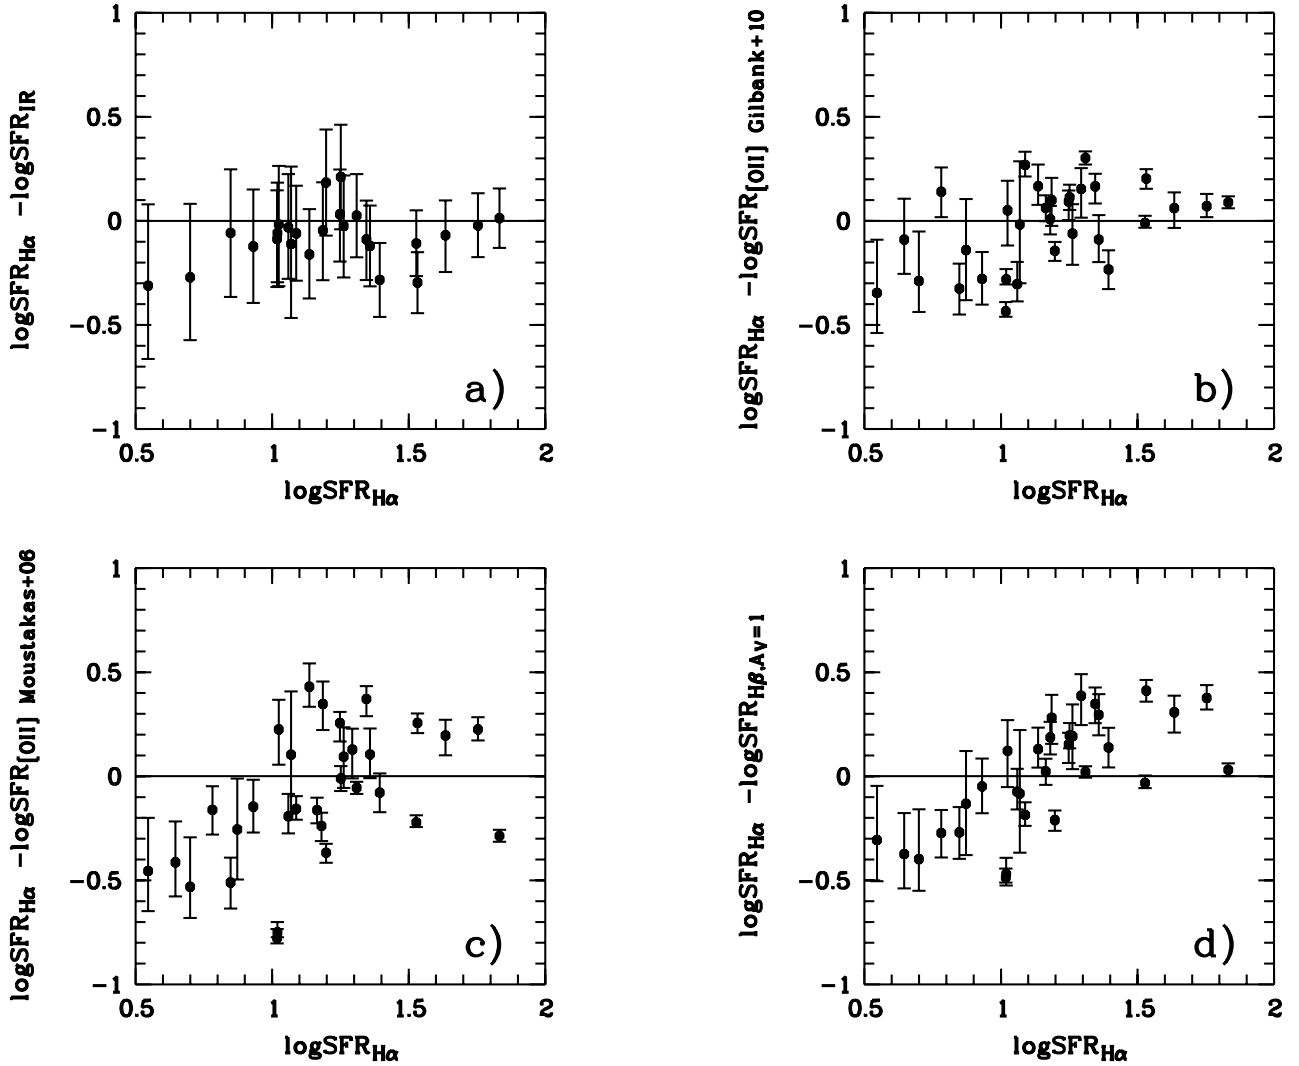 1
0.5
0
−0.5
−1
0.5 1 1.5 2
logSFRHα
logSFRHα −logSFRIR
a)
1
0.5
0
−0.5
−1
0.5 1 1.5 2
logSFRHα
logSFRHα −logSFR[OII] Gilbank+10
b)
1
0.5
0
−0.5
−1
0.5 1 1.5 2
logSFRHα
logSFRHα −logSFR[OII] Moustakas+06
c)
1
0.5
0
−0.5
−1
0.5 1 1.5 2
logSFRHα
logSFRHα −logSFRHβ,Av=1
d)